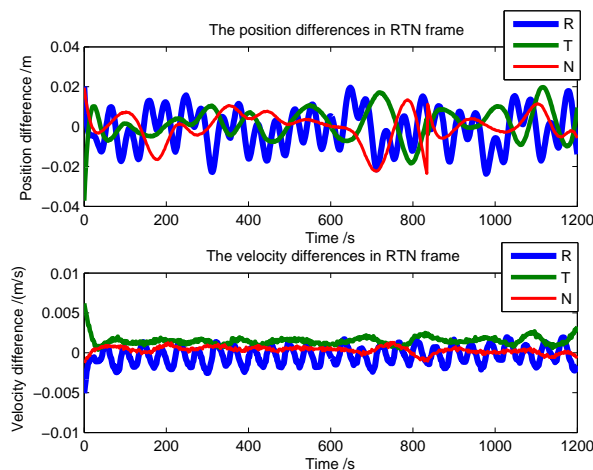 The position differences in RTN frame
R
T
N
Position difference /m
0.04
0.02
0
−0.02
−0.04
0
200
400
600
800
1000
1200
Time /s
The velocity differences in RTN frame
R
T
N
Velocity difference /(m/s)
0.01
0.005
0
−0.005
−0.01
0
200
400
600
800
1000
1200
Time /s